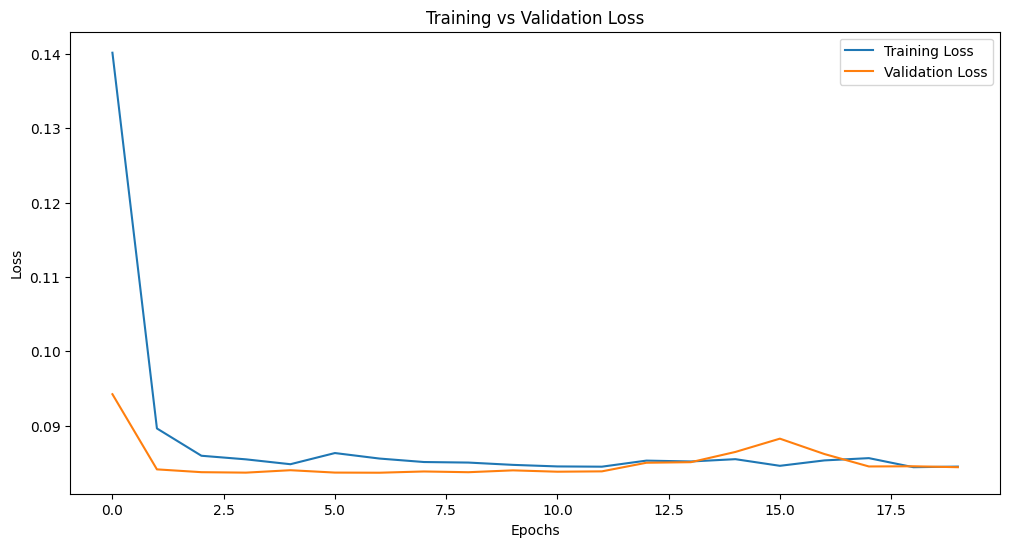 Training vs Validation Loss
Training Loss
Validation Loss
0.14
0.13
0.12
0.11
0.10
0.09
Loss
0.0
2.5
5.0
7.5
10.0
12.5
15.0
17.5
Epochs